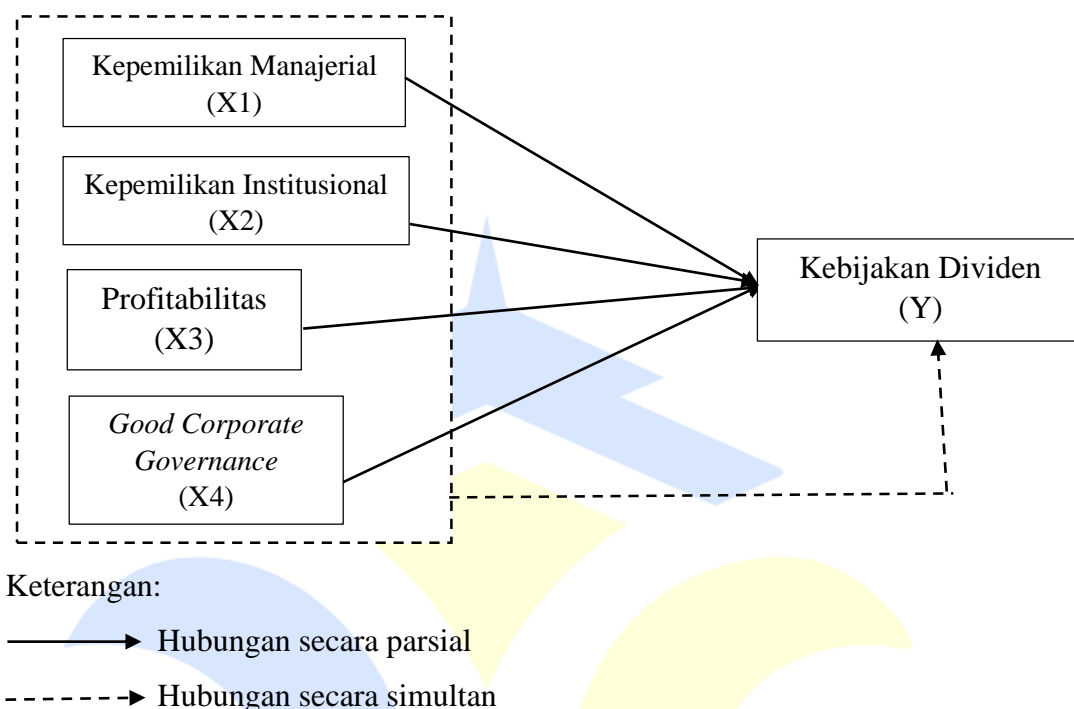 Kepemilikan Manajerial
(X1)
Kepemilikan Institusional
(X2)
Profitabilitas
(X3)
Good Corporate
Governance
(X4)
Kebijakan Dividen
(Y)
Keterangan:
Hubungan secara parsial
Hubungan secara simultan